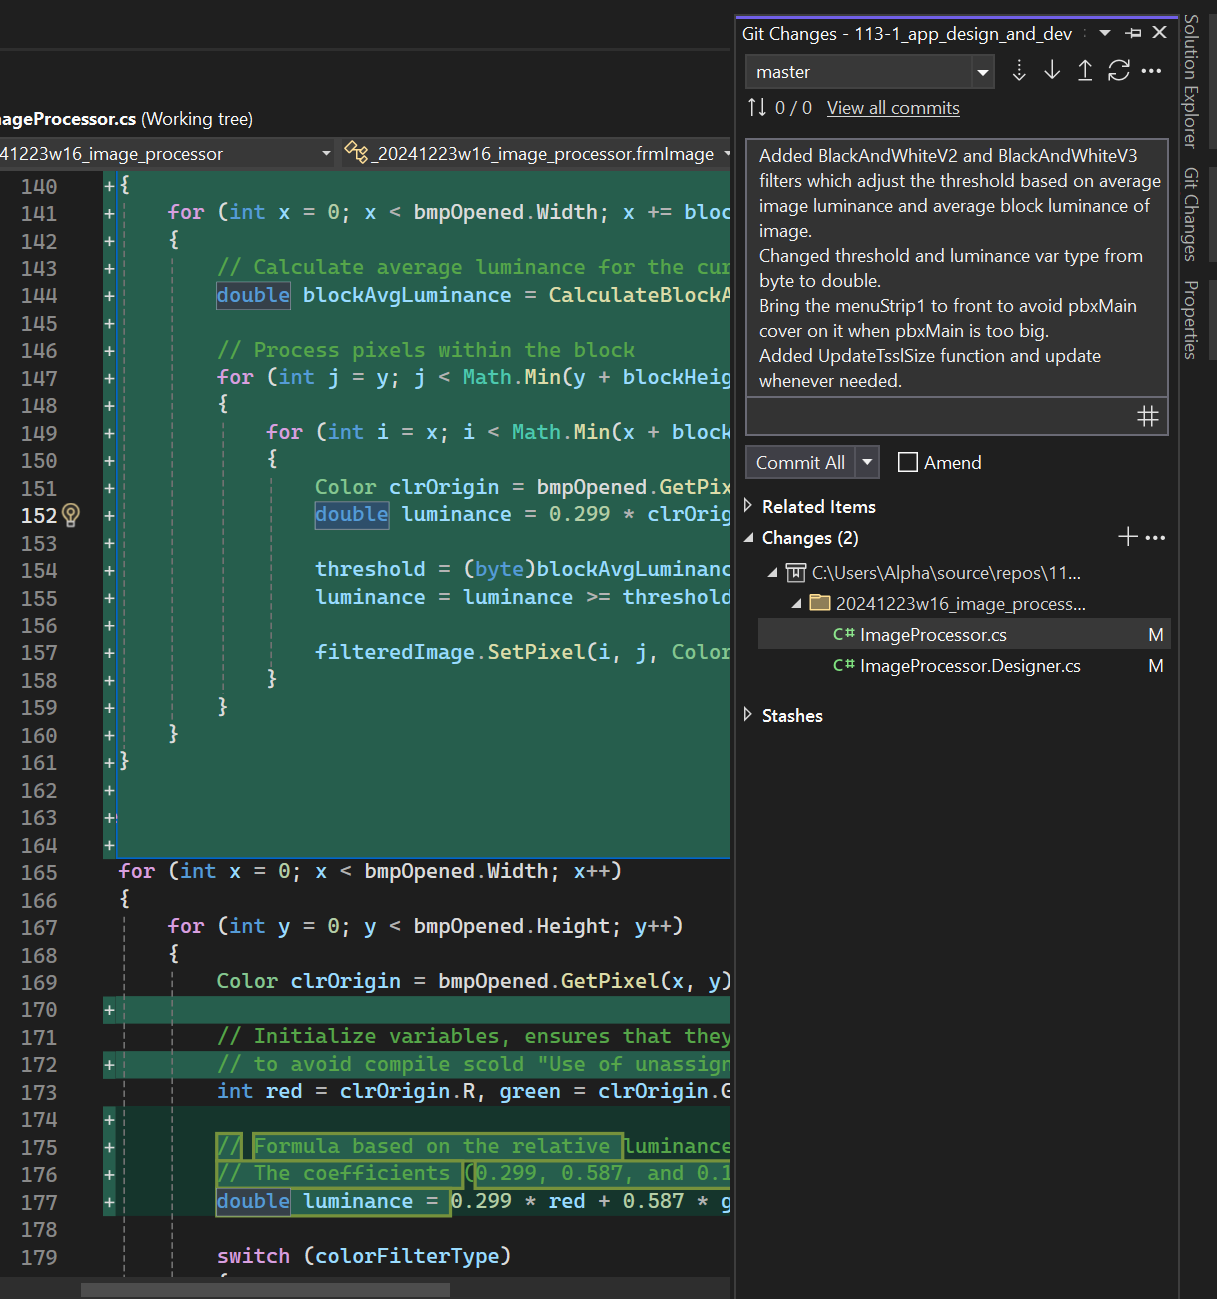 ageProcessor.cs (Working tree)
41223w16_image_processor
_20241223w16_image_processor.frmImage
140 + {
141 + for (int x = 0; x < bmpOpened.Width; x += bloc
142 + {
143 + // Calculate average luminance for the cur
144 + double blockAvgLuminance = CalculateBlockA
145 +
146 + // Process pixels within the block
147 + for (int j = y; j < Math.Min(y + blockHeig
148 + {
149 + for (int i = x; i < Math.Min(x + block
150 + {
151 + Color clrOrigin = bmpOpened.GetPix
152 + double luminance = 0.299 * clrOrig
153 +
154 + threshold = (byte)blockAvgLuminanc
155 + luminance = luminance >= threshold
156 +
157 + filteredImage.SetPixel(i, j, Color
158 + }
159 + }
160 + }
161 + }
162 +
163 +
164 +
165 for (int x = 0; x < bmpOpened.Width; x++)
166 {
167 for (int y = 0; y < bmpOpened.Height; y++)
168 {
169 Color clrOrigin = bmpOpened.GetPixel(x, y)
170 +
171 // Initialize variables, ensures that they
172 + // to avoid compile scold "Use of unassign
173 int red = clrOrigin.R, green = clrOrigin.G
174 +
175 + // Formula based on the relative luminance
176 + // The coefficients (0.299, 0.587, and 0.1
177 + double luminance = 0.299 * red + 0.587 * g
178
179 switch (colorFilterType)
Git Changes - 113-1_app_design_and_dev
master
0 / 0 View all commits
Added BlackAndWhiteV2 and BlackAndWhiteV3
filters which adjust the threshold based on average
image luminance and average block luminance of
image.
Changed threshold and luminance var type from
byte to double.
Bring the menuStrip1 to front to avoid pbxMain
cover on it when pbxMain is too big.
Added UpdateTsslSize function and update
whenever needed.
Commit All Amend
Related Items
Changes (2)
C:\Users\Alpha\source\repos\11...
20241223w16_image_process...
C# ImageProcessor.cs M
C# ImageProcessor.Designer.cs M
Stashes
Solution Explorer
Git Changes
Properties